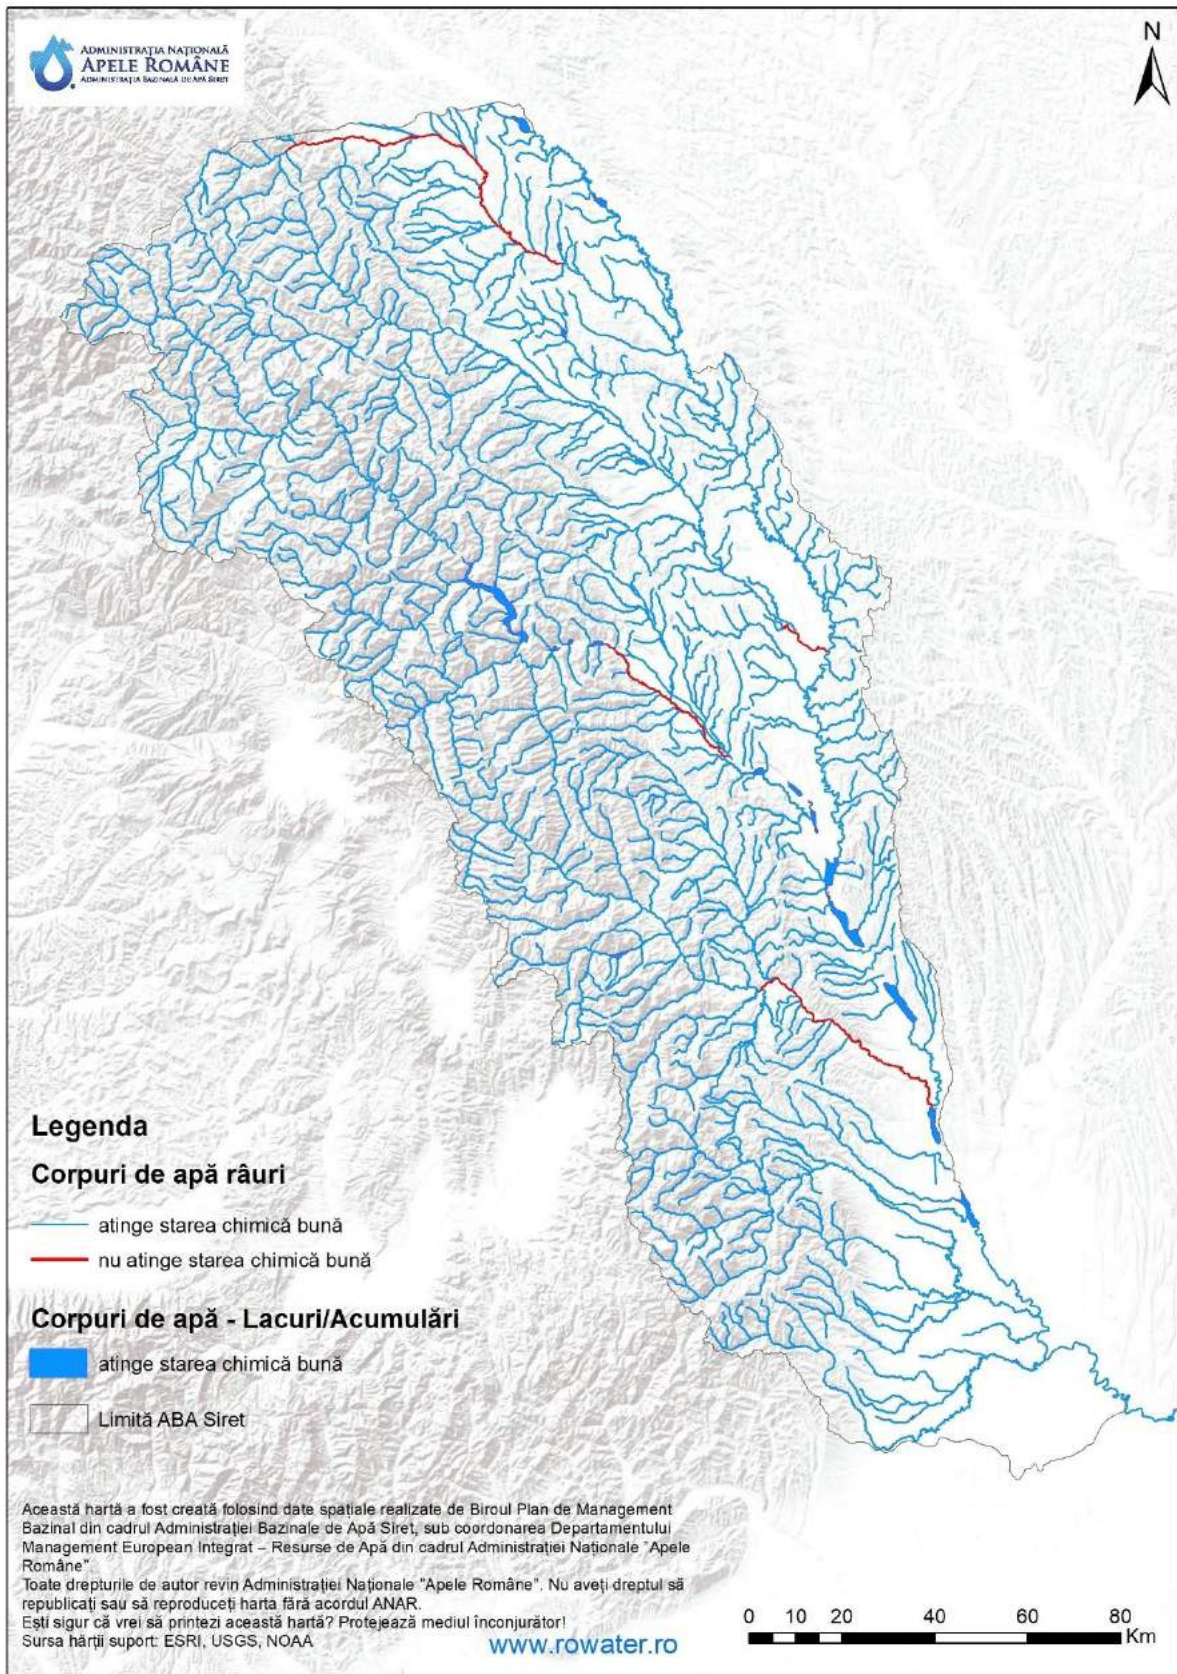 ADMINISTRAȚIA NAȚIONALĂ
APELE ROMÂNE
ADMINISTRAȚIA BAZINALĂ DE APĂ SIRET
N
Legenda
Corpuri de apă râuri
atinge starea chimică bună
nu atinge starea chimică bună
Corpuri de apă - Lacuri/Acumulări
atinge starea chimică bună
Limită ABA Siret
Această hartă a fost creată folosind date spațiale realizate de Biroul Plan de Management
Bazinal din cadrul Administrației Bazinale de Apă Siret, sub coordonarea Departamentului
Management European Integrat – Resurse de Apă din cadrul Administrației Naționale "Apele
Române"
Toate drepturile de autor revin Administrației Naționale "Apele Române". Nu aveți dreptul să
republicați sau să reproduceți harta fără acordul ANAR.
Ești sigur că vrei să printezi această hartă? Protejează mediul înconjurător!
Sursa hărții suport: ESRI, USGS, NOAA
www.rowater.ro
0 10 20 40 60 80
Km